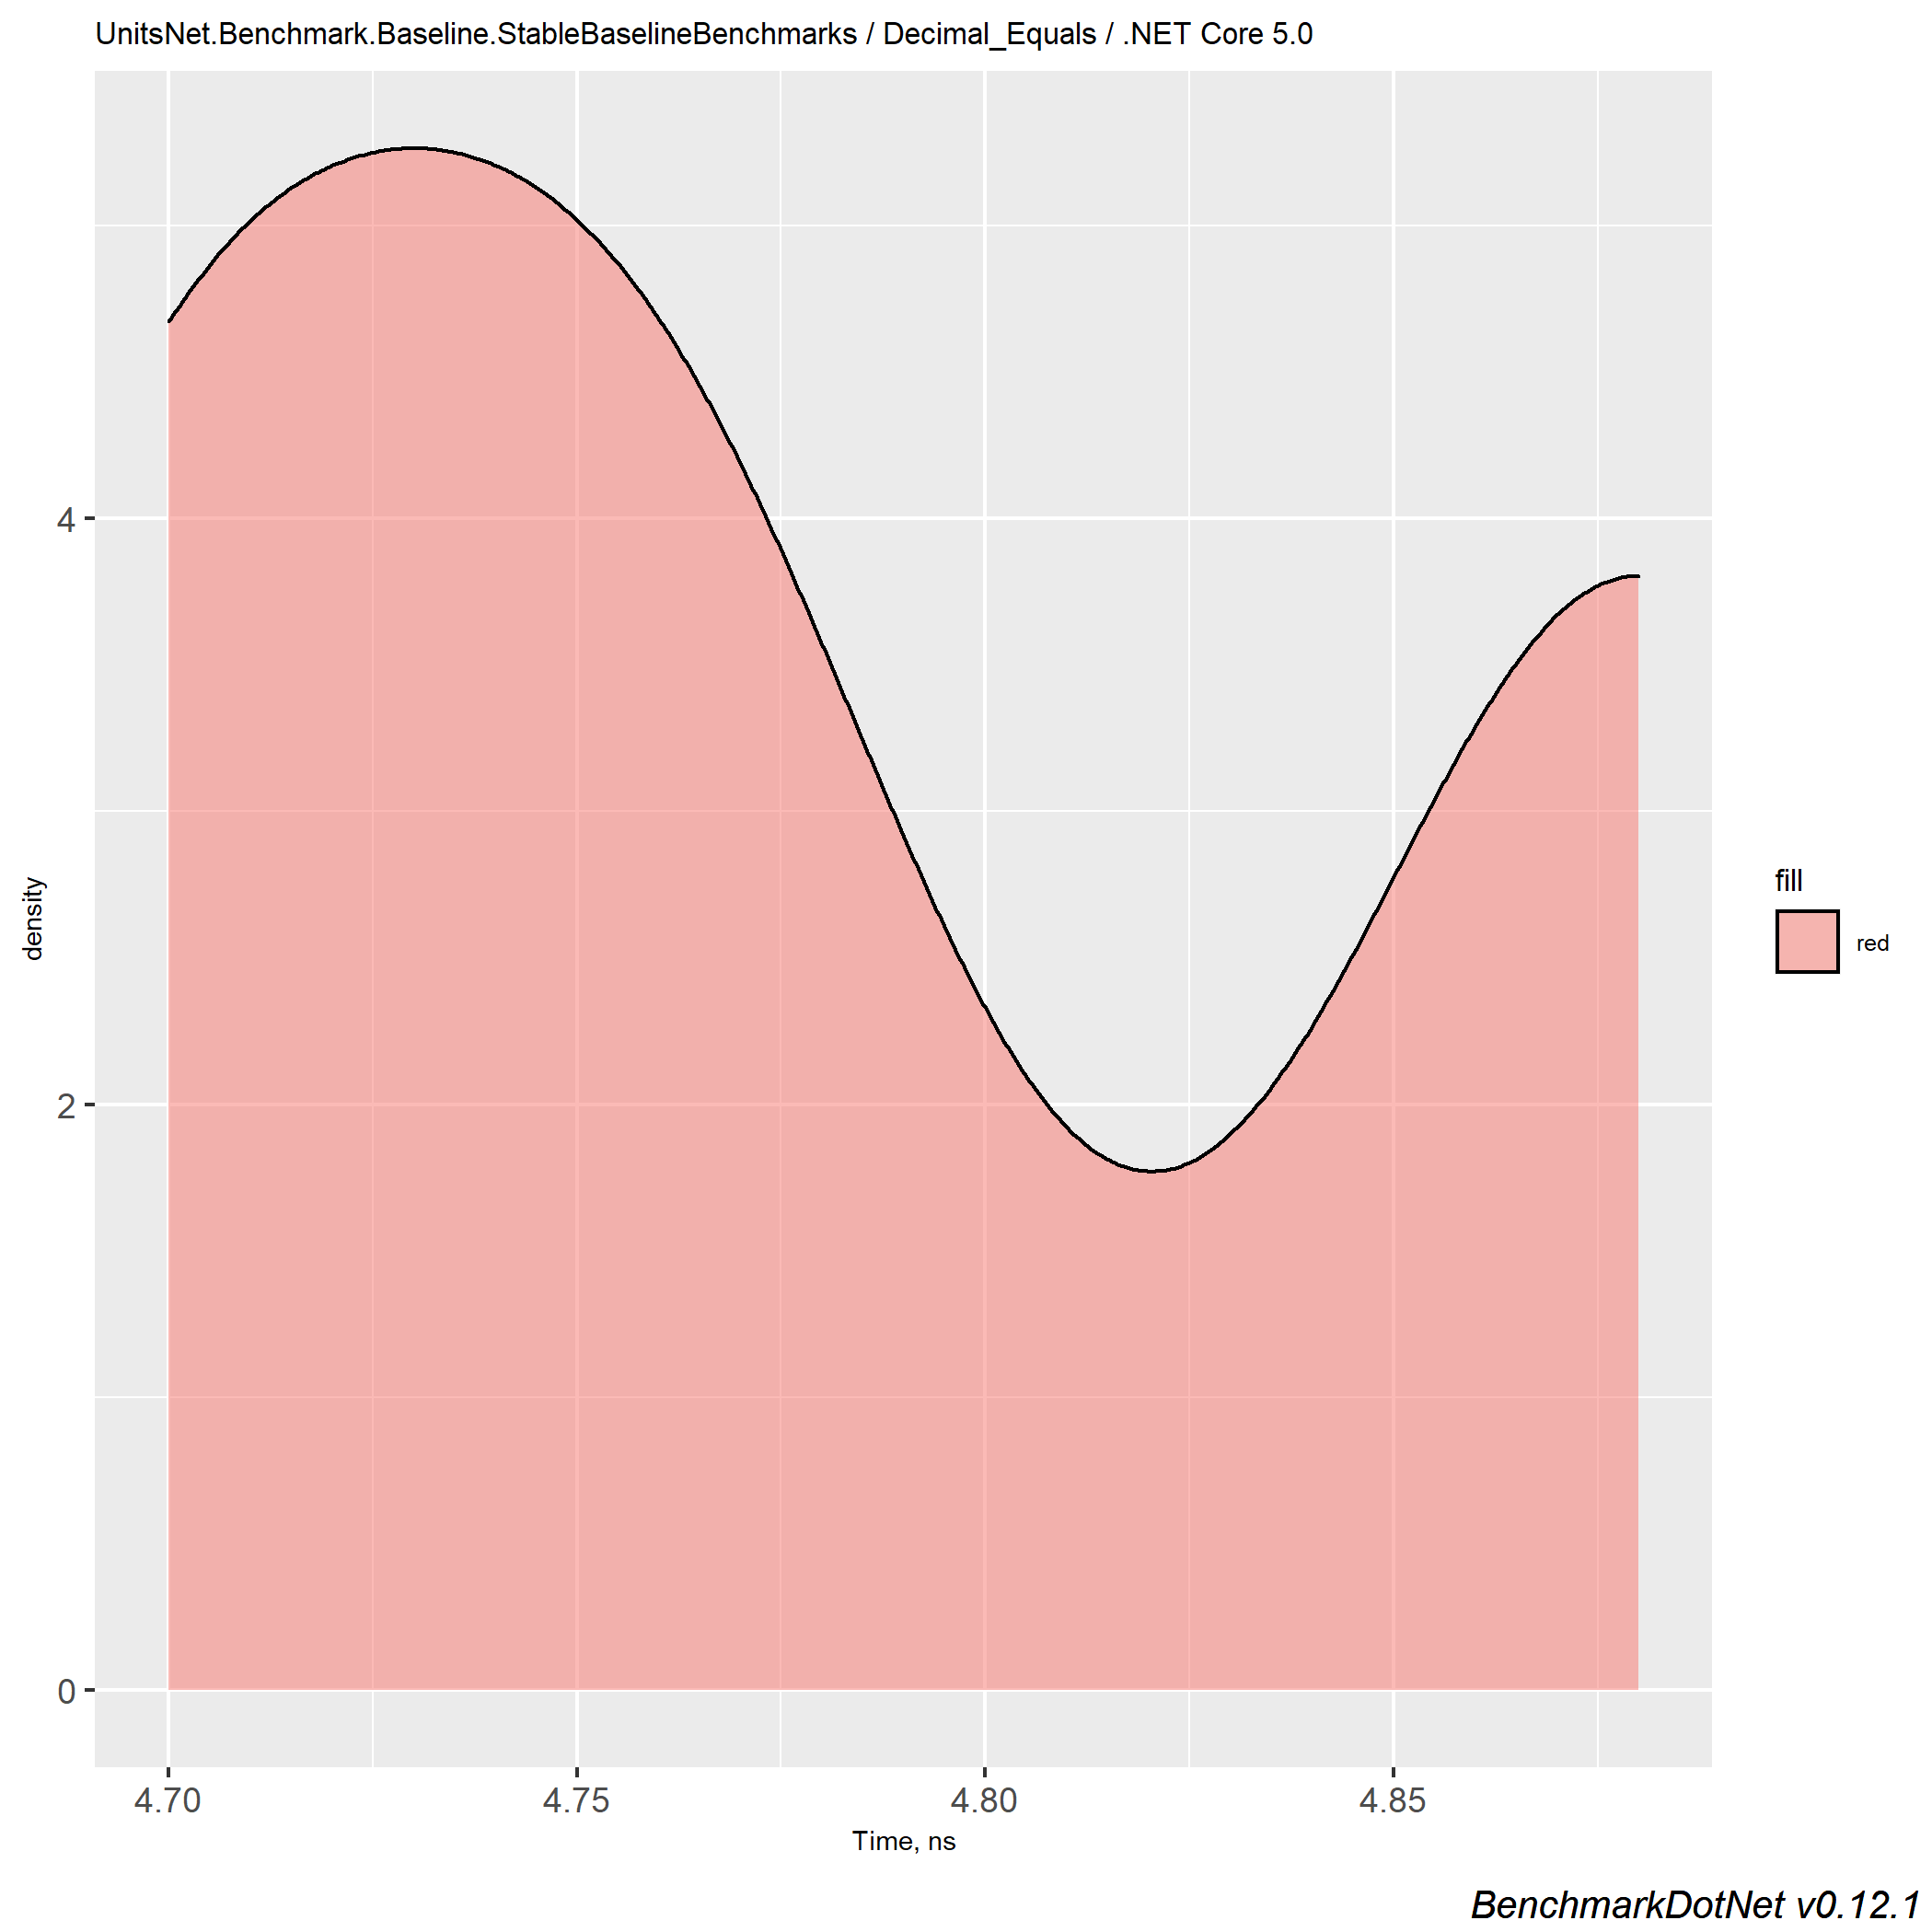 UnitsNet.Benchmark.Baseline.StableBaselineBenchmarks / Decimal_Equals / .NET Core 5.0
4
2
0
density
fill
red
4.70 4.75 4.80 4.85
Time, ns
BenchmarkDotNet v0.12.1